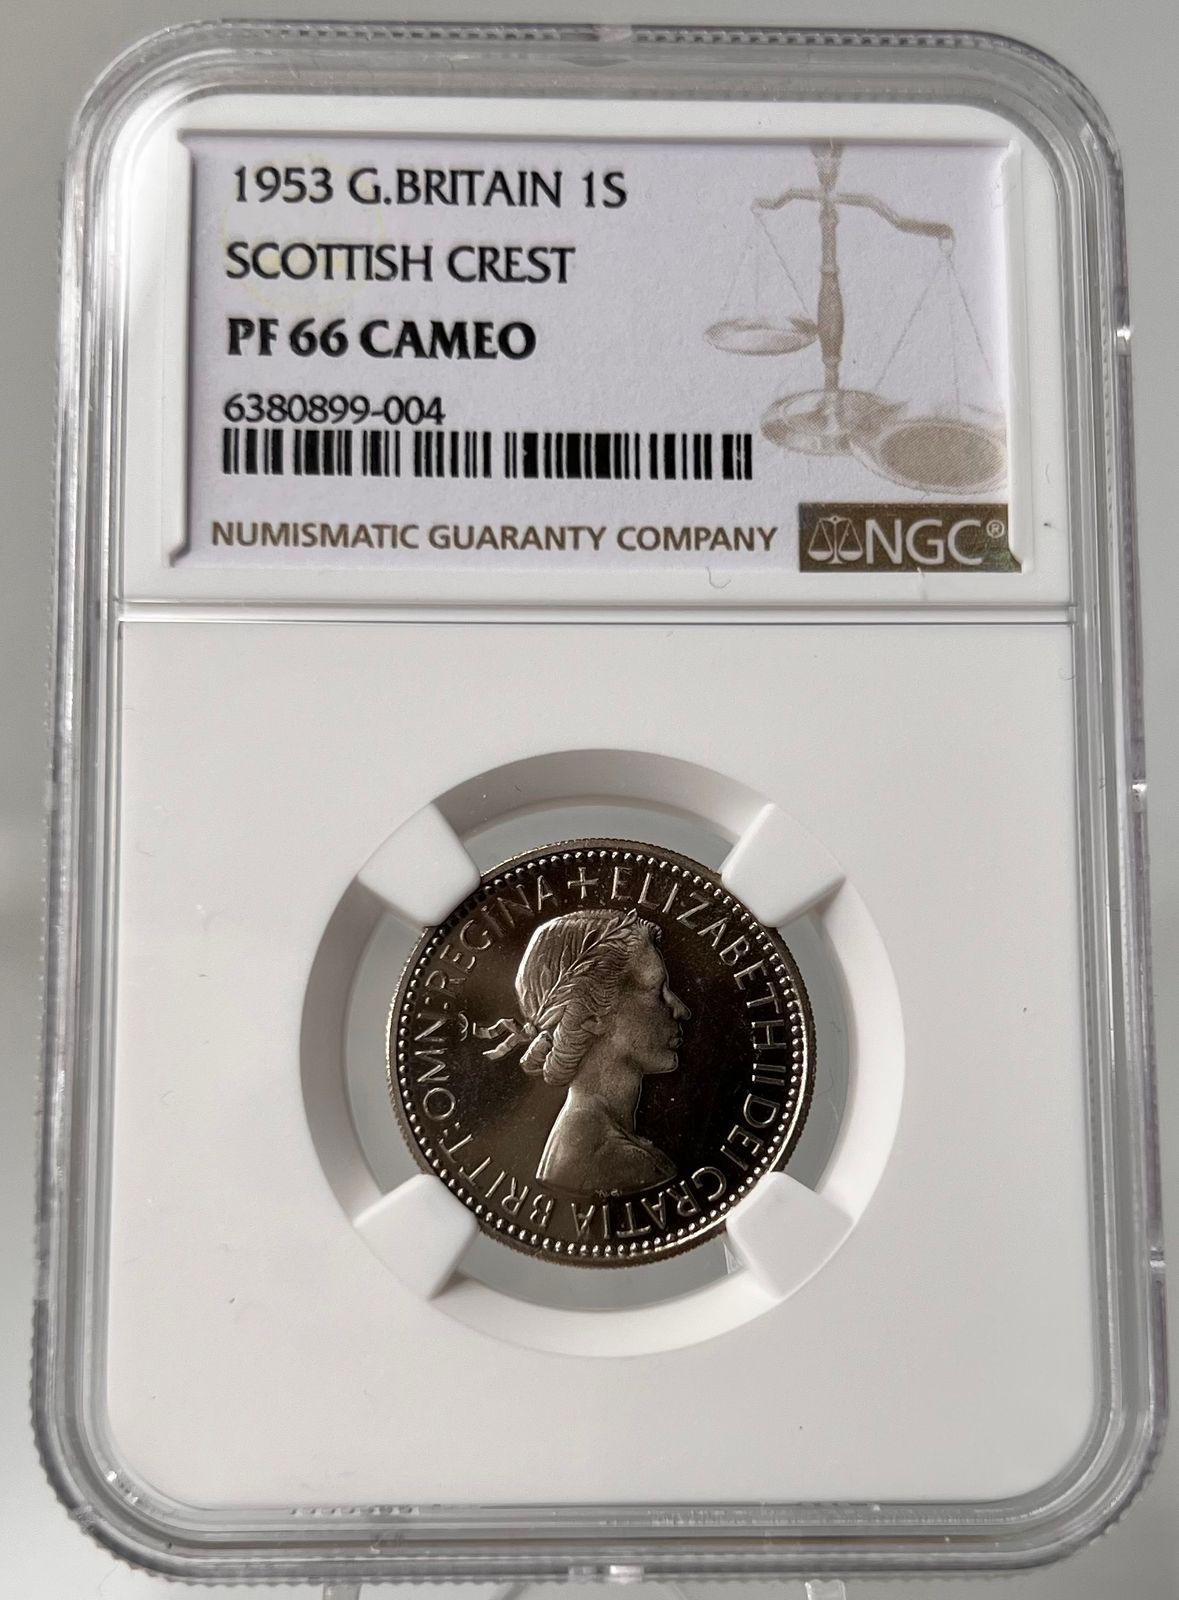 1953 G.BRITAIN 1S
SCOTTISH CREST
PF 66 CAMEO
6380899-004
NUMISMATIC GUARANTY COMPANY
NGC®
+ ELIZABETH II DEI GRATIA BRITT:OMN:REGINA